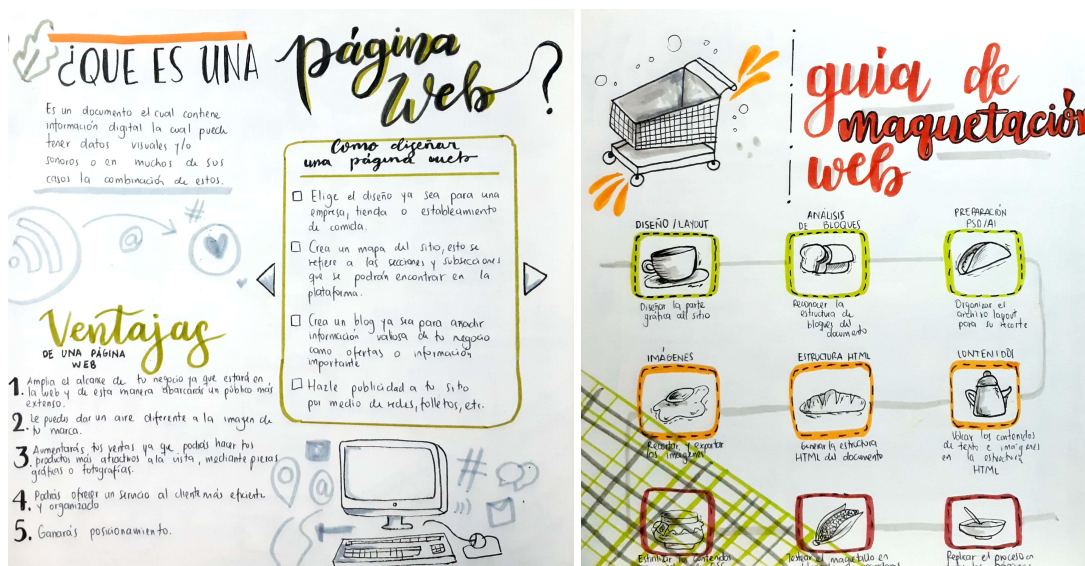 ¿QUE ES UNA
página
Web?
Es un documento el cual contiene
información digital la cual puede
tener datos visuales y/o
sonoros o en muchos de sus
casos la combinación de estos.
#
@
Como diseñar
una página web
Elige el diseño ya sea para una
empresa, tienda o establecimiento
de comida.
Crea un mapa del sitio, esto se
refiere a las secciones y subsecciones
que se podrán encontrar en la
plataforma.
Crea un blog ya sea para anadir
información valiosa de tu negocio
como ofertas o información
importante
Hazle publicidad a tu sitio
por medio de redes, folletos, etc.
Ventajas
DE UNA PÁGINA
WEB
1. Amplia el alcance de tu negocio ya que estará en
la web y de esta manera abarcarás un público más
extenso.
2. Le puedes dar un aire diferente a la imagen de
tu marca.
3. Aumentarás tus ventas ya que podrás hacer tus
productos más atractivos a la vista, mediante piezas
gráficas o fotografías.
4. Podrás ofrecer un servicio al cliente más eficiente
y organizado
5. Ganarás posicionamiento.
@
#
guia de
maquetación
web
DISEÑO / LAYOUT
Diseñar la parte
gráfica del sitio
ANÁLISIS
DE BLOQUES
Reconocer la
estructura de
bloques del
documento
PREPARACIÓN
PSD/AI
Organizar el
archivo layout
para su recorte
IMÁGENES
Recortar y exportar
las imagenes
ESTRUCTURA HTML
Generar la estructura
HTML del documento
CONTENIDOS
Volcar los contenidos
de texto e imágenes
en la estructura
HTML
Estilizar los contenidos
Testear el maquetado en
Replicar el proceso en